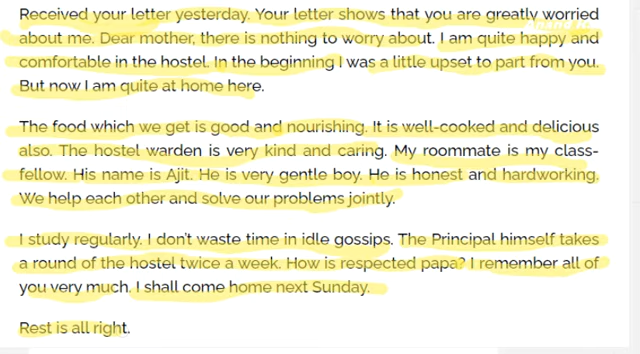 Received your letter yesterday. Your letter shows that you are greatly worried
about me. Dear mother, there is nothing to worry about. I am quite happy and
comfortable in the hostel. In the beginning I was a little upset to part from you.
But now I am quite at home here.
The food which we get is good and nourishing. It is well-cooked and delicious
also. The hostel warden is very kind and caring. My roommate is my class-
fellow. His name is Ajit. He is very gentle boy. He is honest and hardworking.
We help each other and solve our problems jointly.
I study regularly. I don't waste time in idle gossips. The Principal himself takes
a round of the hostel twice a week. How is respected papa? I remember all of
you very much. I shall come home next Sunday.
Rest is all right.